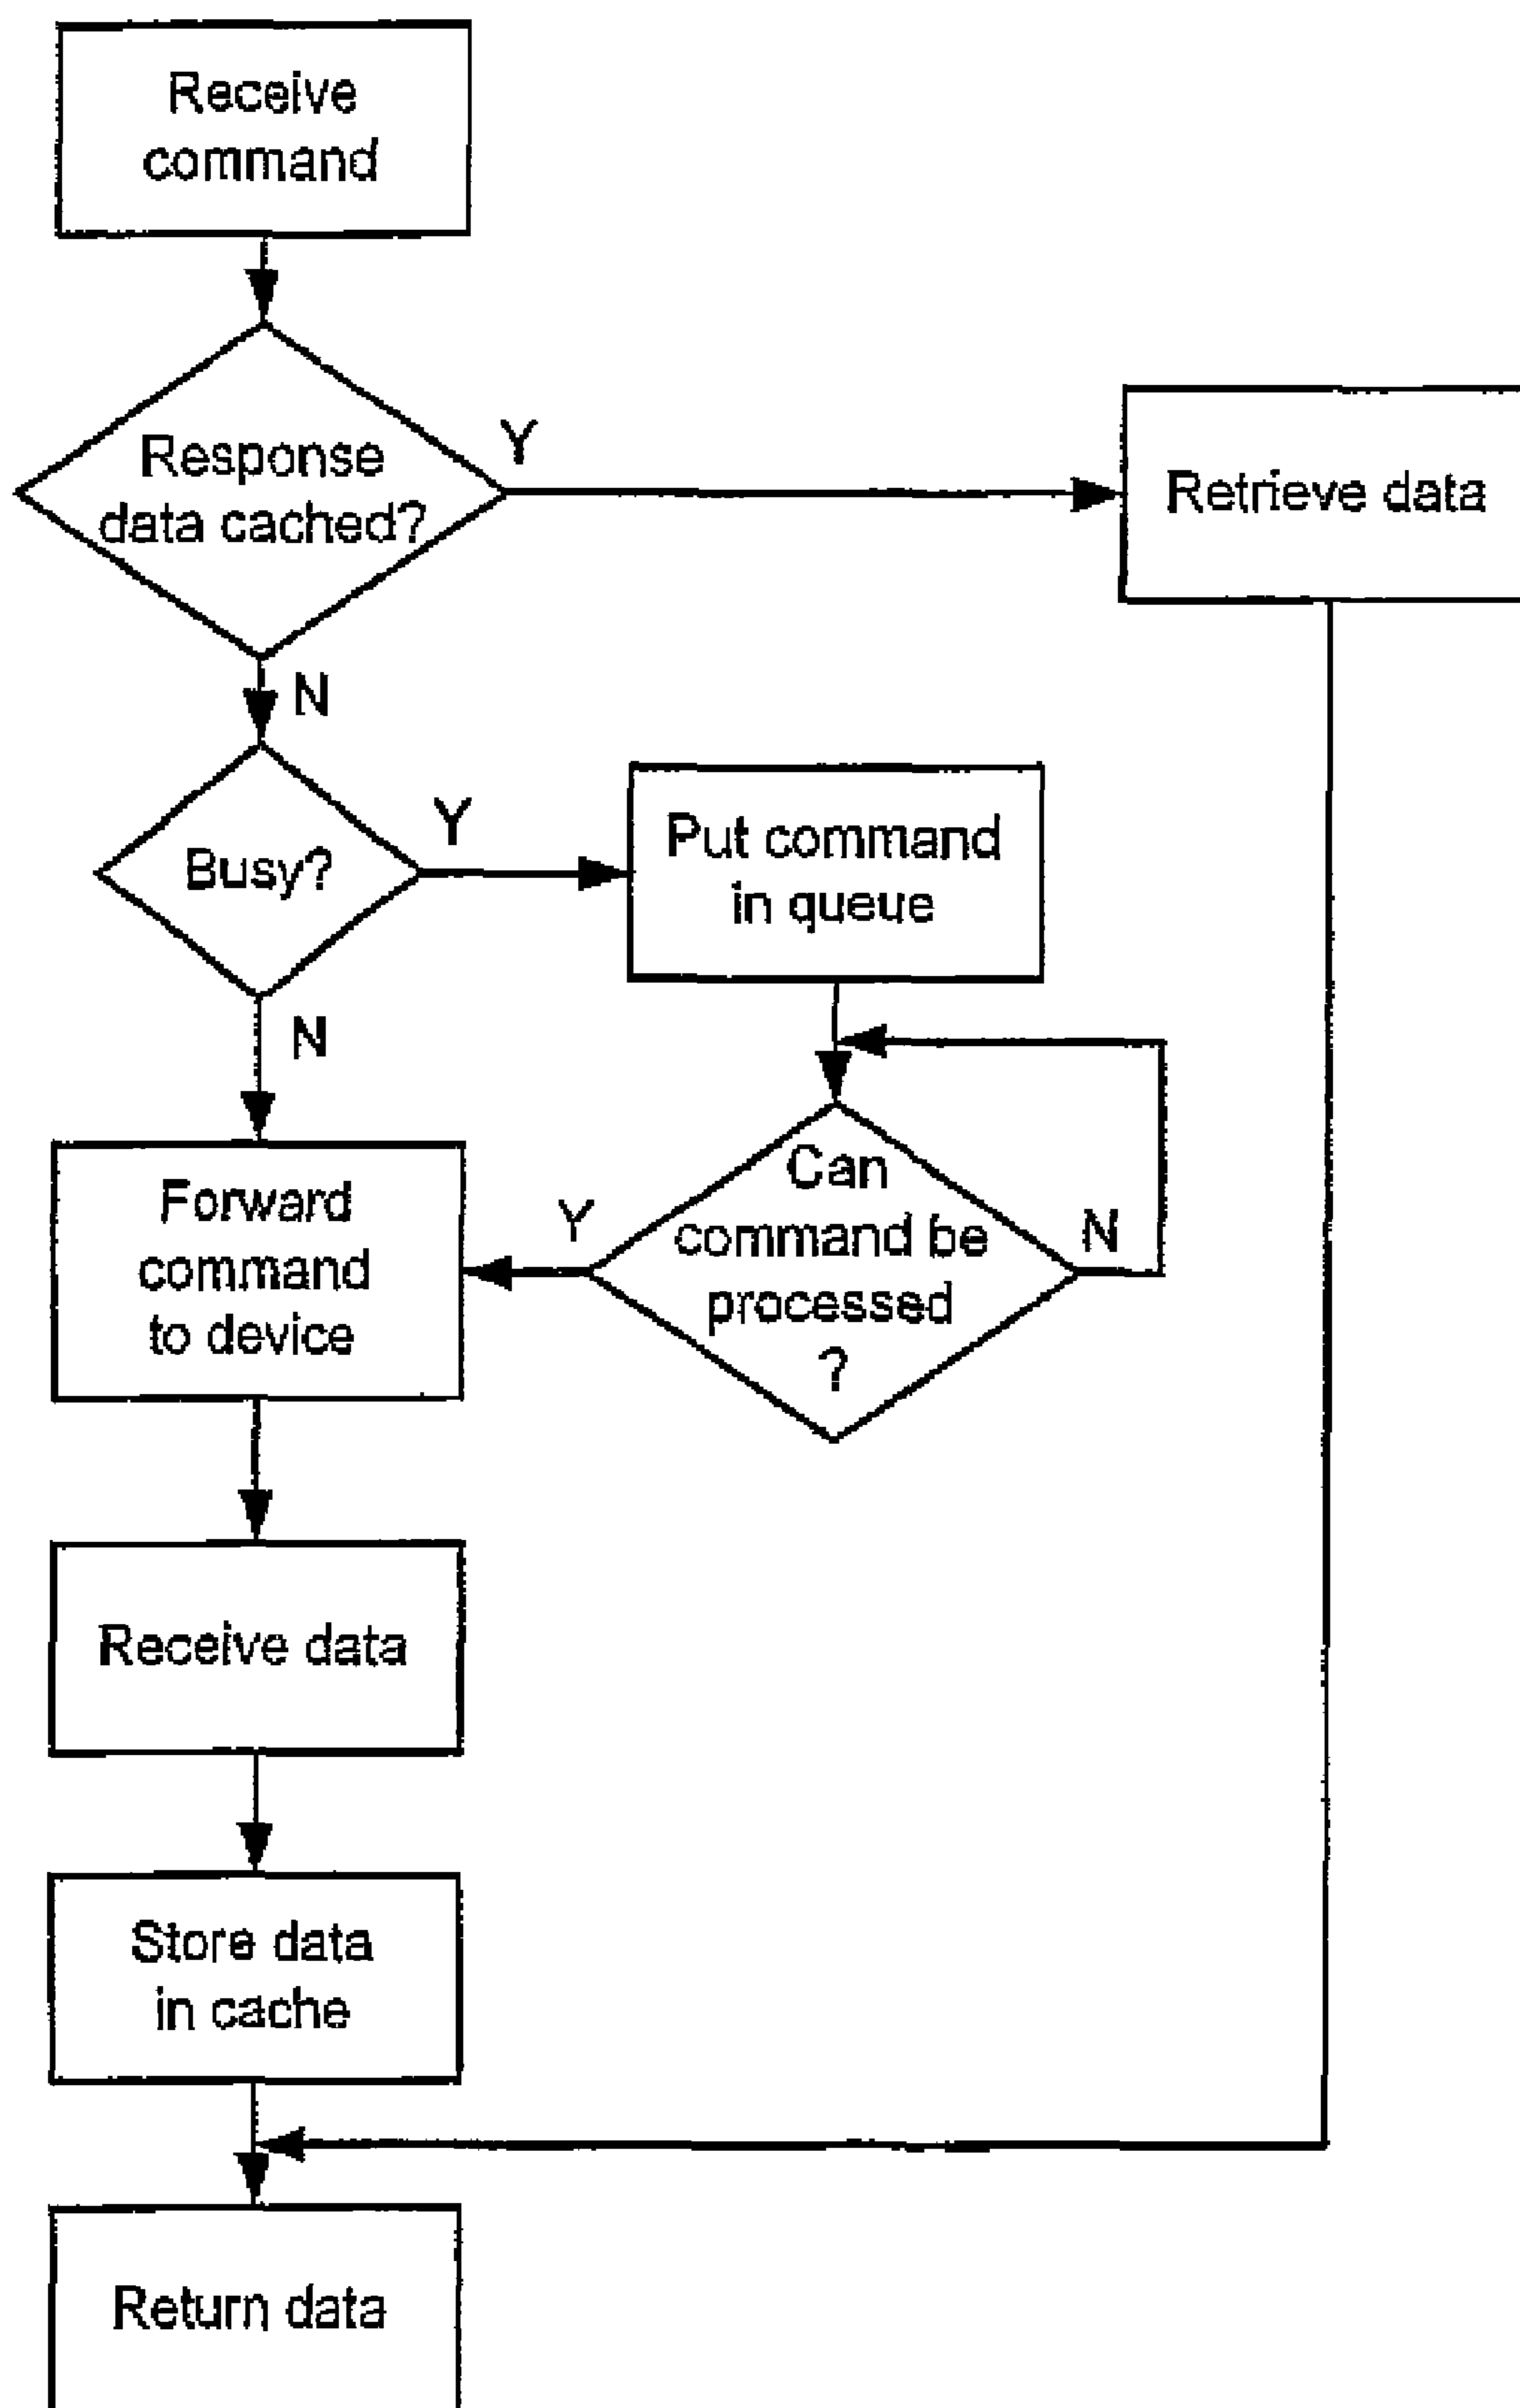 Receive
command
Response
data cached?
Y
Retrieve data
N
Busy?
Y
Put command
in queue
N
Can
command be
processed
?
Y
N
Forward
command
to device
Receive data
Store data
in cache
Return data